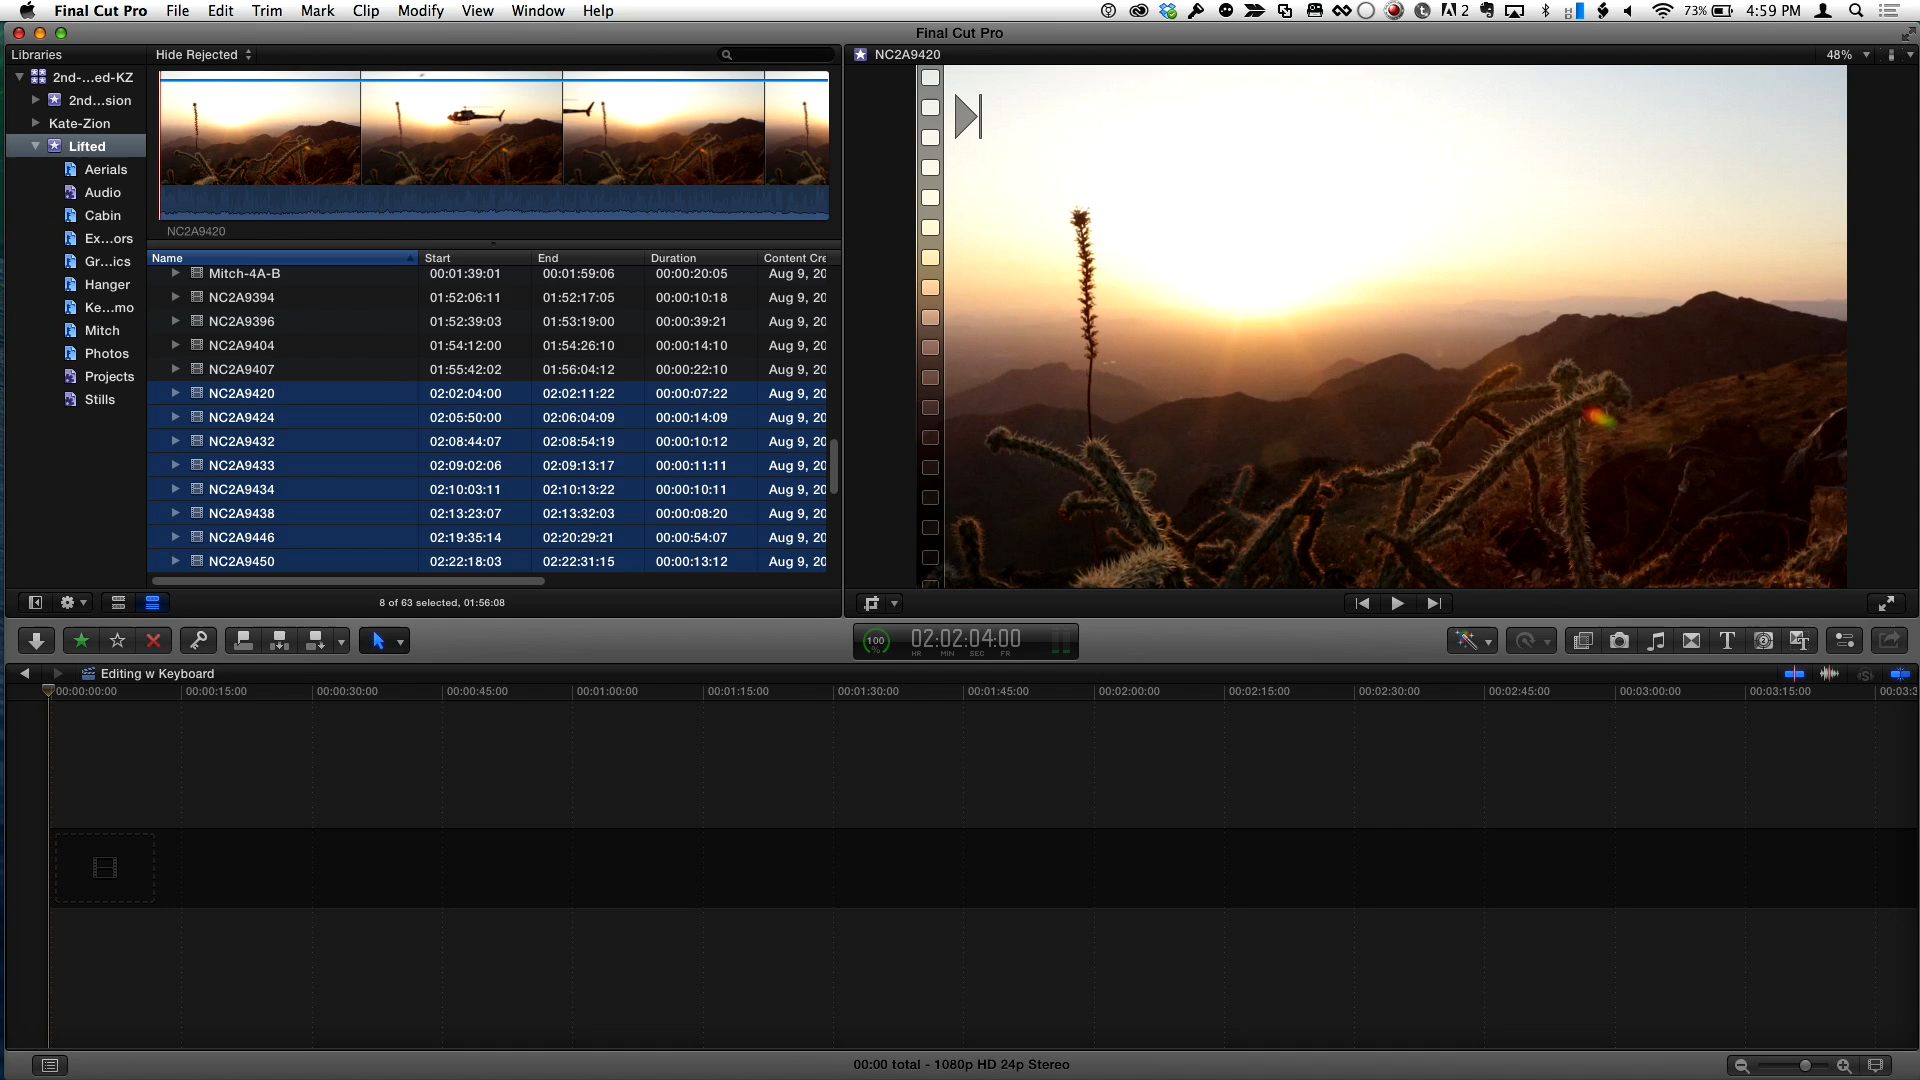 Final Cut Pro File Edit Trim Mark Clip Modify View Window Help 2 73% 4:59 PM
Final Cut Pro
Libraries Hide Rejected NC2A9420 48%
2nd-...ed-KZ
2nd...sion
Kate-Zion
Lifted
Aerials
Audio
Cabin
Ex...ors
Gr...ics
Hanger
Ke...mo
Mitch
Photos
Projects
Stills
NC2A9420
Name Start End Duration Content Cre
Mitch-4A-B 00:01:39:01 00:01:59:06 00:00:20:05 Aug 9, 20
NC2A9394 01:52:06:11 01:52:17:05 00:00:10:18 Aug 9, 20
NC2A9396 01:52:39:03 01:53:19:00 00:00:39:21 Aug 9, 20
NC2A9404 01:54:12:00 01:54:26:10 00:00:14:10 Aug 9, 20
NC2A9407 01:55:42:02 01:56:04:12 00:00:22:10 Aug 9, 20
NC2A9420 02:02:04:00 02:02:11:22 00:00:07:22 Aug 9, 20
NC2A9424 02:05:50:00 02:06:04:09 00:00:14:09 Aug 9, 20
NC2A9432 02:08:44:07 02:08:54:19 00:00:10:12 Aug 9, 20
NC2A9433 02:09:02:06 02:09:13:17 00:00:11:11 Aug 9, 20
NC2A9434 02:10:03:11 02:10:13:22 00:00:10:11 Aug 9, 20
NC2A9438 02:13:23:07 02:13:32:03 00:00:08:20 Aug 9, 20
NC2A9446 02:19:35:14 02:20:29:21 00:00:54:07 Aug 9, 20
NC2A9450 02:22:18:03 02:22:31:15 00:00:13:12 Aug 9, 20
8 of 63 selected, 01:56:08
100 % 02:02:04:00
HR MIN SEC FR
Editing w Keyboard
00:00:00:00 00:00:15:00 00:00:30:00 00:00:45:00 00:01:00:00 00:01:15:00 00:01:30:00 00:01:45:00 00:02:00:00 00:02:15:00 00:02:30:00 00:02:45:00 00:03:00:00 00:03:15:00 00:03:3
00:00 total - 1080p HD 24p Stereo